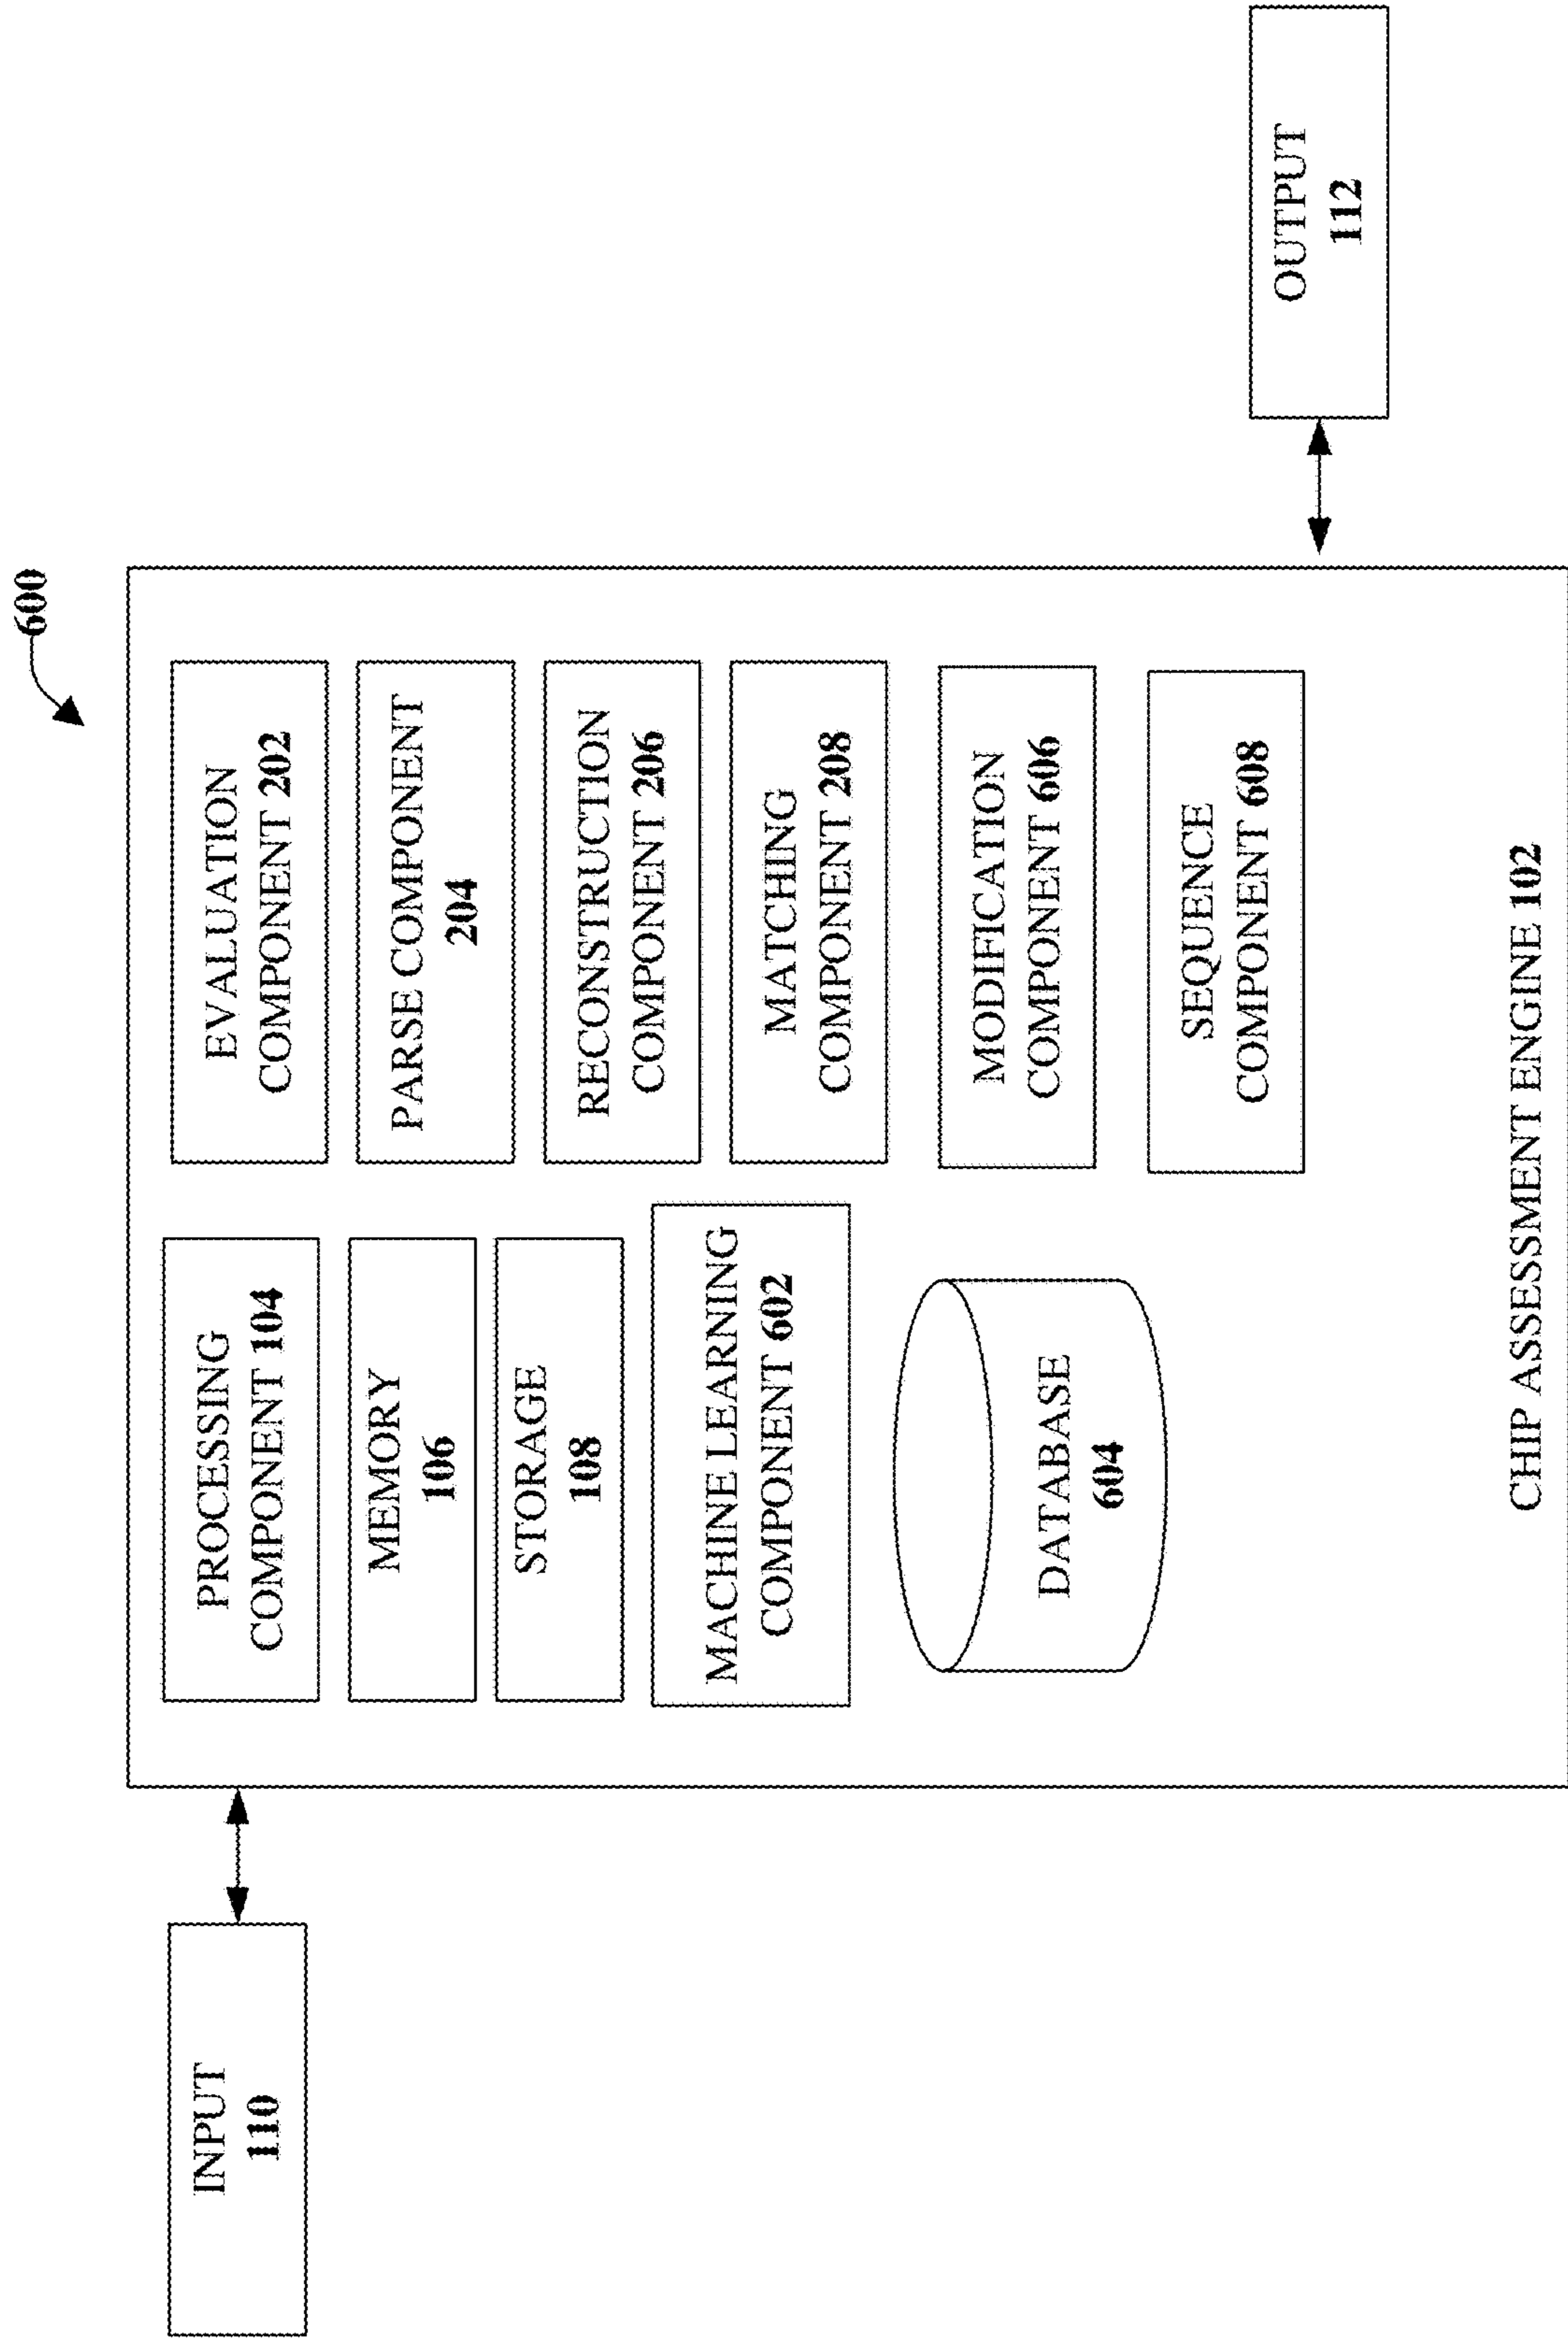 600
INPUT
110
PROCESSING
COMPONENT 104
MEMORY
106
STORAGE
108
MACHINE LEARNING
COMPONENT 602
DATABASE
604
EVALUATION
COMPONENT 202
PARSE COMPONENT
204
RECONSTRUCTION
COMPONENT 206
MATCHING
COMPONENT 208
MODIFICATION
COMPONENT 606
SEQUENCE
COMPONENT 608
CHIP ASSESSMENT ENGINE 102
OUTPUT
112